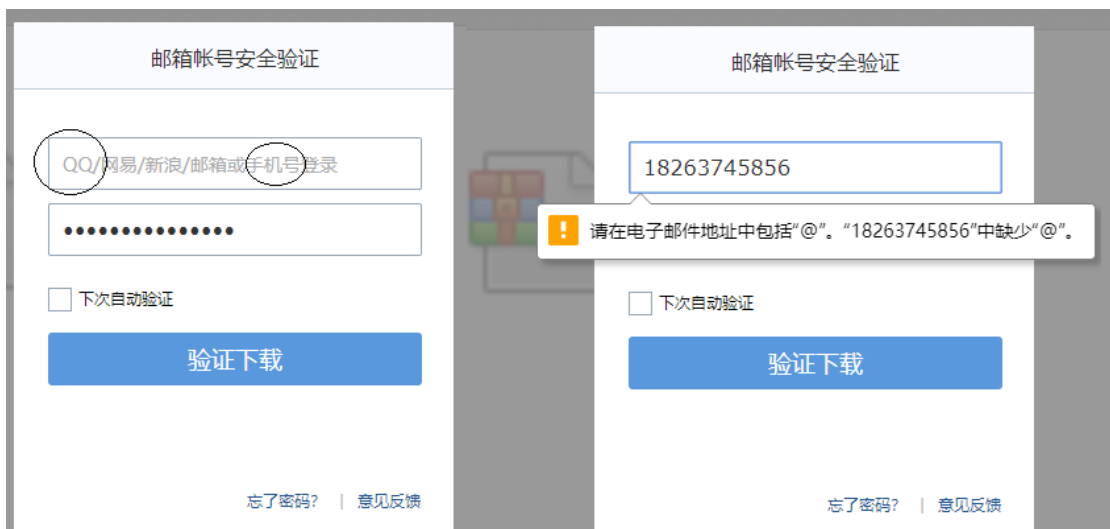 邮箱帐号安全验证
QQ/网易/新浪/邮箱或手机号登录
•••••••••••••••
下次自动验证
验证下载
忘了密码? | 意见反馈
邮箱帐号安全验证
18263745856
请在电子邮件地址中包括“@”。“18263745856”中缺少“@”。
下次自动验证
验证下载
忘了密码? | 意见反馈